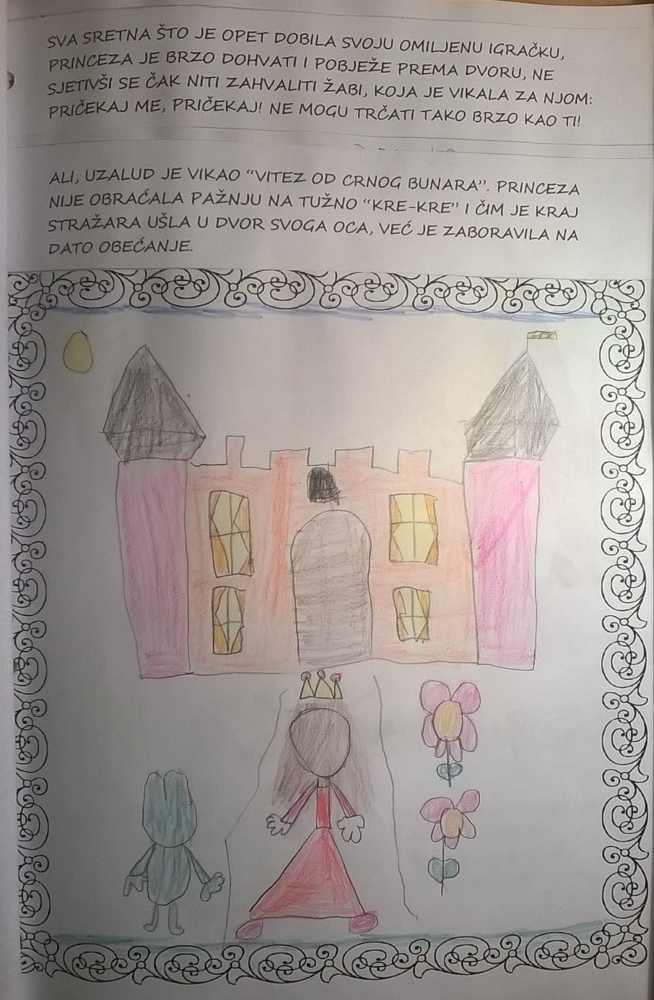 SVA SRETNA ŠTO JE OPET DOBILA SVOJU OMILJENU IGRAČKU,
PRINCEZA JE BRZO DOHVATI I POBJEŽE PREMA DVORU, NE
SJETIVŠI SE ČAK NITI ZAHVALITI ŽABI, KOJA JE VIKALA ZA NJOM:
PRIČEKAJ ME, PRIČEKAJ! NE MOGU TRČATI TAKO BRZO KAO TI!
ALI, UZALUD JE VIKAO “VITEZ OD CRNOG BUNARA”. PRINCEZA
NIJE OBRAĆALA PAŽNJU NA TUŽNO “KRE-KRE” I ČIM JE KRAJ
STRAŽARA UŠLA U DVOR SVOGA OCA, VEĆ JE ZABORAVILA NA
DATO OBEĆANJE.